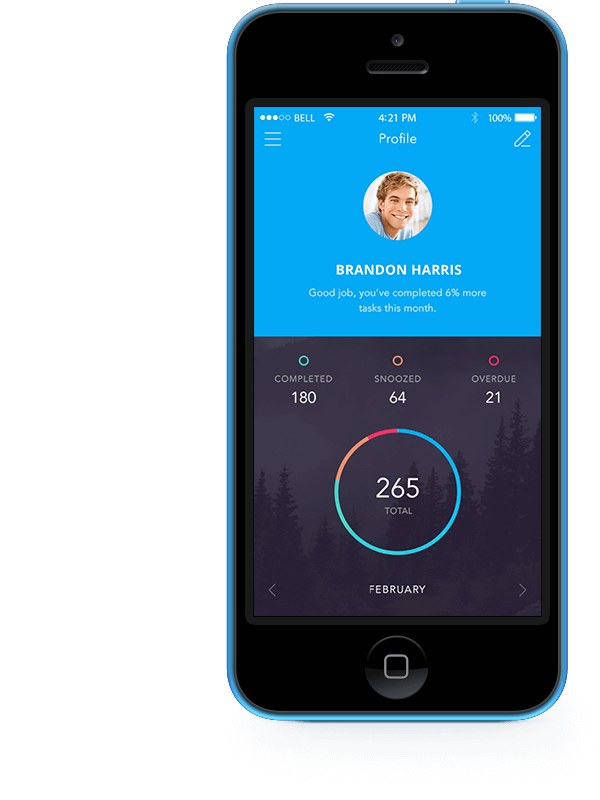 BELL 4:21 PM 100%
Profile
BRANDON HARRIS
Good job, you've completed 6% more
tasks this month.
COMPLETED SNOOZED OVERDUE
180 64 21
265
TOTAL
FEBRUARY